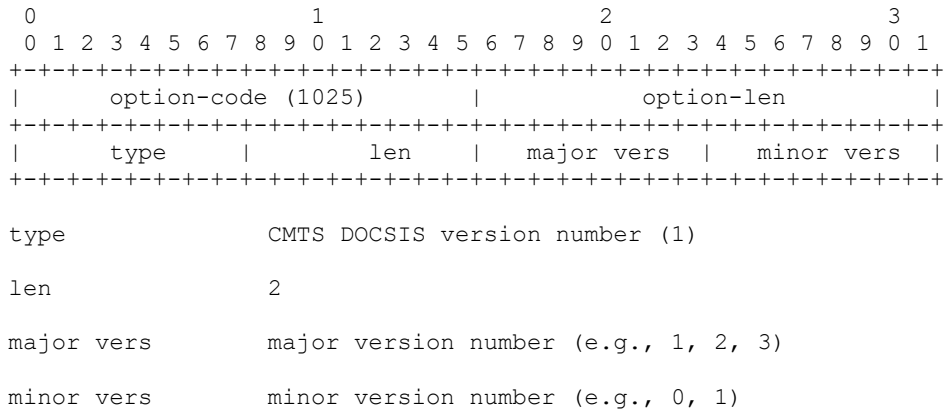 0                   1                   2                   3
 0 1 2 3 4 5 6 7 8 9 0 1 2 3 4 5 6 7 8 9 0 1 2 3 4 5 6 7 8 9 0 1
+-+-+-+-+-+-+-+-+-+-+-+-+-+-+-+-+-+-+-+-+-+-+-+-+-+-+-+-+-+-+-+-+
|      option-code (1025)       |           option-len          |
+-+-+-+-+-+-+-+-+-+-+-+-+-+-+-+-+-+-+-+-+-+-+-+-+-+-+-+-+-+-+-+-+
|      type     |        len    |   major vers  |   minor vers  |
+-+-+-+-+-+-+-+-+-+-+-+-+-+-+-+-+-+-+-+-+-+-+-+-+-+-+-+-+-+-+-+-+
type              CMTS DOCSIS version number (1)
len               2
major vers        major version number (e.g., 1, 2, 3)
minor vers        minor version number (e.g., 0, 1)